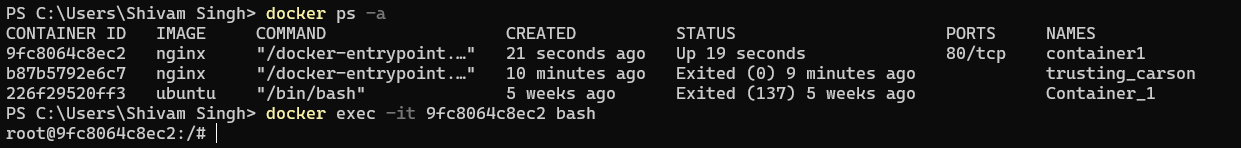 PS C:\Users\Shivam Singh> docker ps -a
CONTAINER ID   IMAGE     COMMAND                  CREATED          STATUS                     PORTS     NAMES
9fc8064c8ec2   nginx     "/docker-entrypoint.…"   21 seconds ago   Up 19 seconds              80/tcp    container1
b87b5792e6c7   nginx     "/docker-entrypoint.…"   10 minutes ago   Exited (0) 9 minutes ago             trusting_carson
226f29520ff3   ubuntu    "/bin/bash"              5 weeks ago      Exited (137) 5 weeks ago             Container_1
PS C:\Users\Shivam Singh> docker exec -it 9fc8064c8ec2 bash
root@9fc8064c8ec2:/#